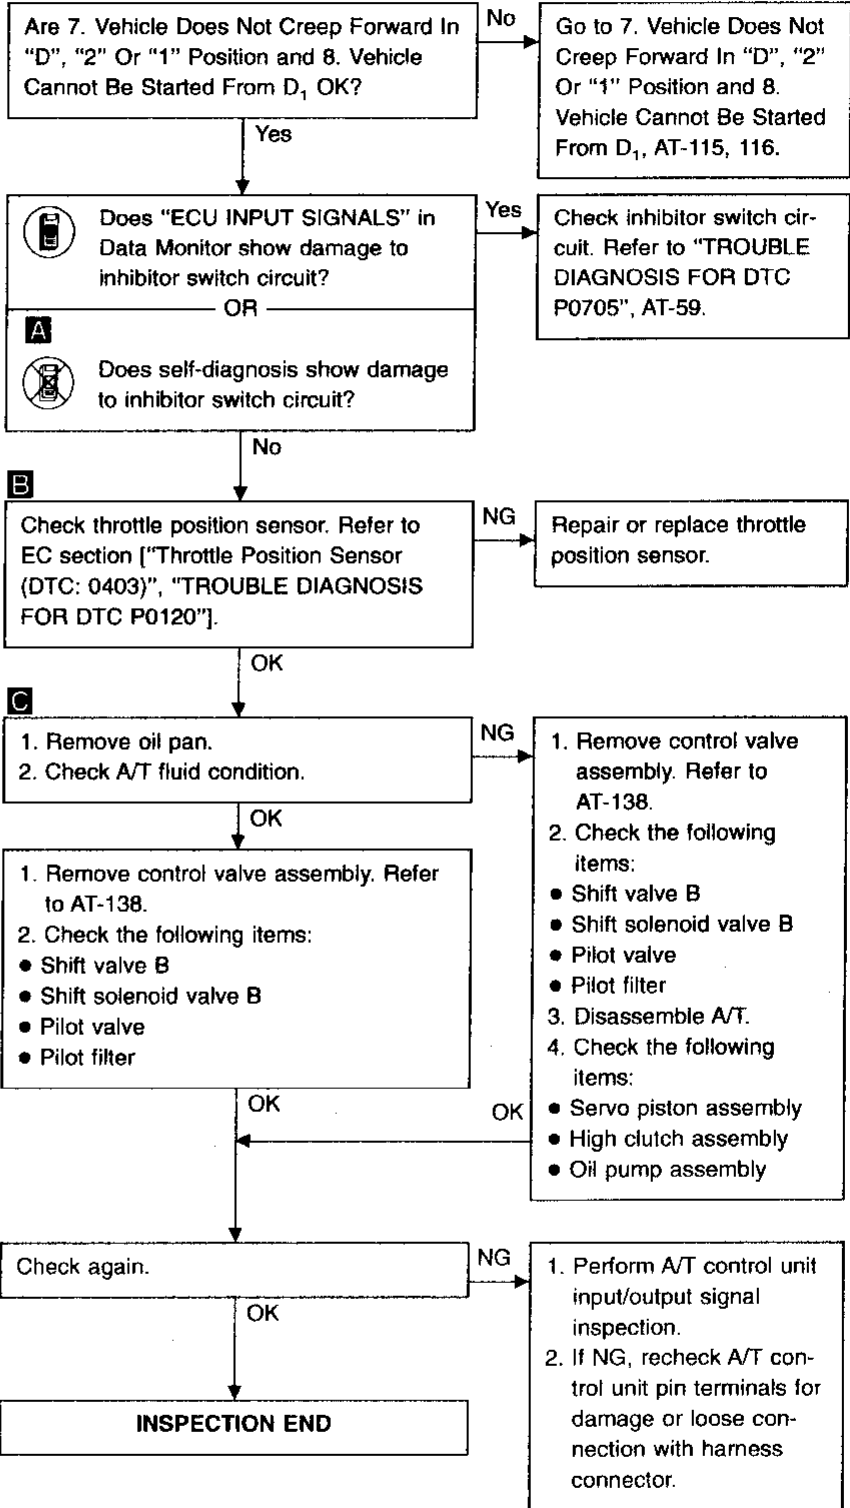 Are 7. Vehicle Does Not Creep Forward In
“D”, “2” Or “1” Position and 8. Vehicle
Cannot Be Started From D₁ OK?
No
Go to 7. Vehicle Does Not
Creep Forward In “D”, “2”
Or “1” Position and 8.
Vehicle Cannot Be Started
From D₁, AT-115, 116.
Yes
Does “ECU INPUT SIGNALS” in
Data Monitor show damage to
inhibitor switch circuit?
OR
A
Does self-diagnosis show damage
to inhibitor switch circuit?
Yes
Check inhibitor switch cir-
cuit. Refer to “TROUBLE
DIAGNOSIS FOR DTC
P0705”, AT-59.
No
B
Check throttle position sensor. Refer to
EC section [“Throttle Position Sensor
(DTC: 0403)”, “TROUBLE DIAGNOSIS
FOR DTC P0120”].
NG
Repair or replace throttle
position sensor.
OK
C
1. Remove oil pan.
2. Check A/T fluid condition.
NG
1. Remove control valve
assembly. Refer to
AT-138.
2. Check the following
items:
● Shift valve B
● Shift solenoid valve B
● Pilot valve
● Pilot filter
3. Disassemble A/T.
4. Check the following
items:
● Servo piston assembly
● High clutch assembly
● Oil pump assembly
OK
1. Remove control valve assembly. Refer
to AT-138.
2. Check the following items:
● Shift valve B
● Shift solenoid valve B
● Pilot valve
● Pilot filter
OK
OK
Check again.
NG
1. Perform A/T control unit
input/output signal
inspection.
2. If NG, recheck A/T con-
trol unit pin terminals for
damage or loose con-
nection with harness
connector.
OK
INSPECTION END